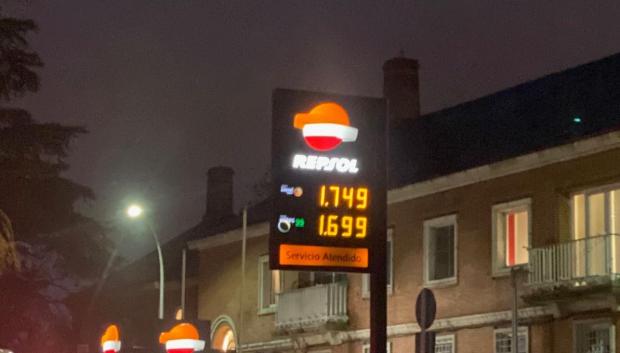 REPSOL
1.749
1.699
Servicio Atendido